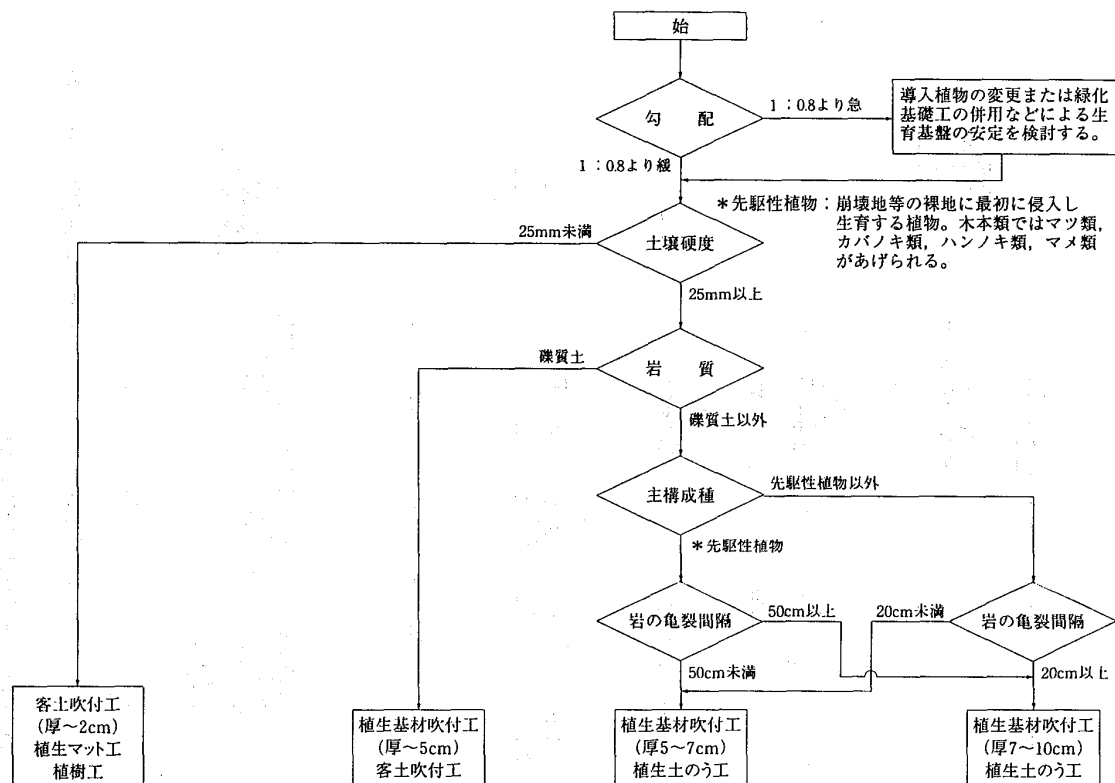 始
勾 配
1:0.8より急
導入植物の変更または緑化
基礎工の併用などによる生
育基盤の安定を検討する。
1:0.8より緩
*先駆性植物:崩壊地等の裸地に最初に侵入し
生育する植物。木本類ではマツ類,
カバノキ類,ハンノキ類,マメ類
があげられる。
土壌硬度
25mm未満
25mm以上
岩 質
礫質土
礫質土以外
主構成種
先駆性植物以外
*先駆性植物
岩の亀裂間隔
50cm以上
20cm未満
岩の亀裂間隔
50cm未満
20cm以上
客土吹付工
(厚~2cm)
植生マット工
植樹工
植生基材吹付工
(厚~5cm)
客土吹付工
植生基材吹付工
(厚5~7cm)
植生土のう工
植生基材吹付工
(厚7~10cm)
植生土のう工